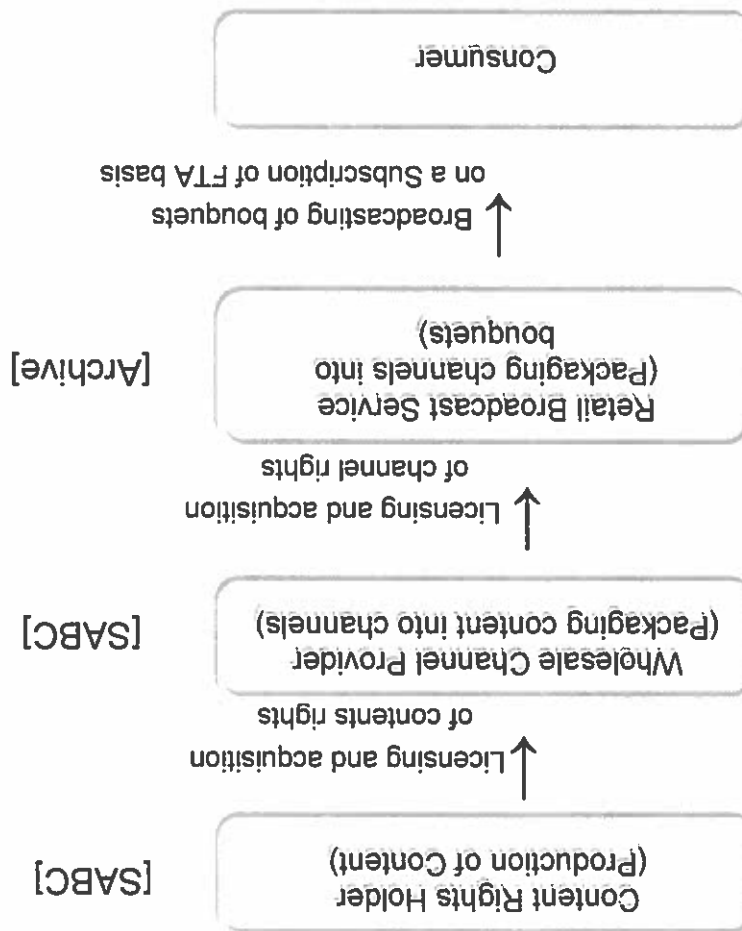 Content Rights Holder
(Production of Content)
[SABC]
Licensing and acquisition
of contents rights
Wholesale Channel Provider
(Packaging content into channels)
[SABC]
Licensing and acquisition
of channel rights
Retail Broadcast Service
(Packaging channels into
bouquets)
[Archive]
Broadcasting of bouquets
on a Subscription of FTA basis
Consumer